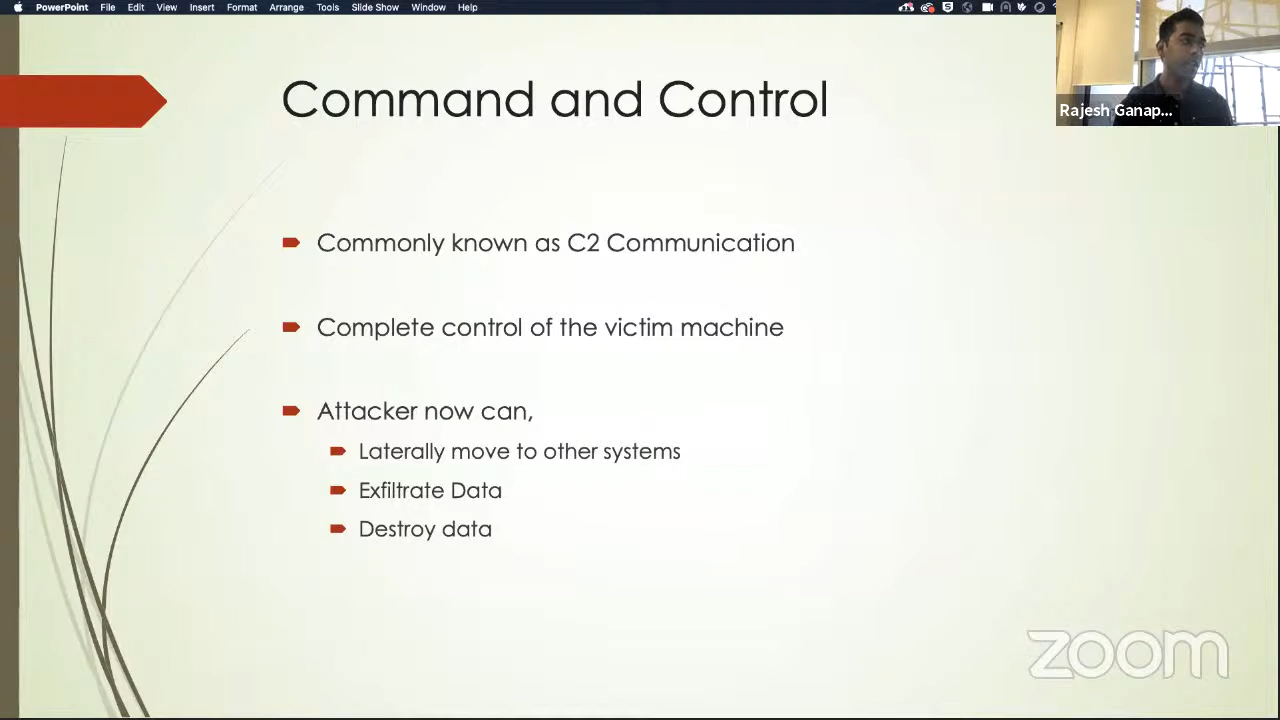 PowerPoint File Edit View Insert Format Arrange Tools Slide Show Window Help
Rajesh Ganap...
Command and Control
Commonly known as C2 Communication
Complete control of the victim machine
Attacker now can,
Laterally move to other systems
Exfiltrate Data
Destroy data
zoom